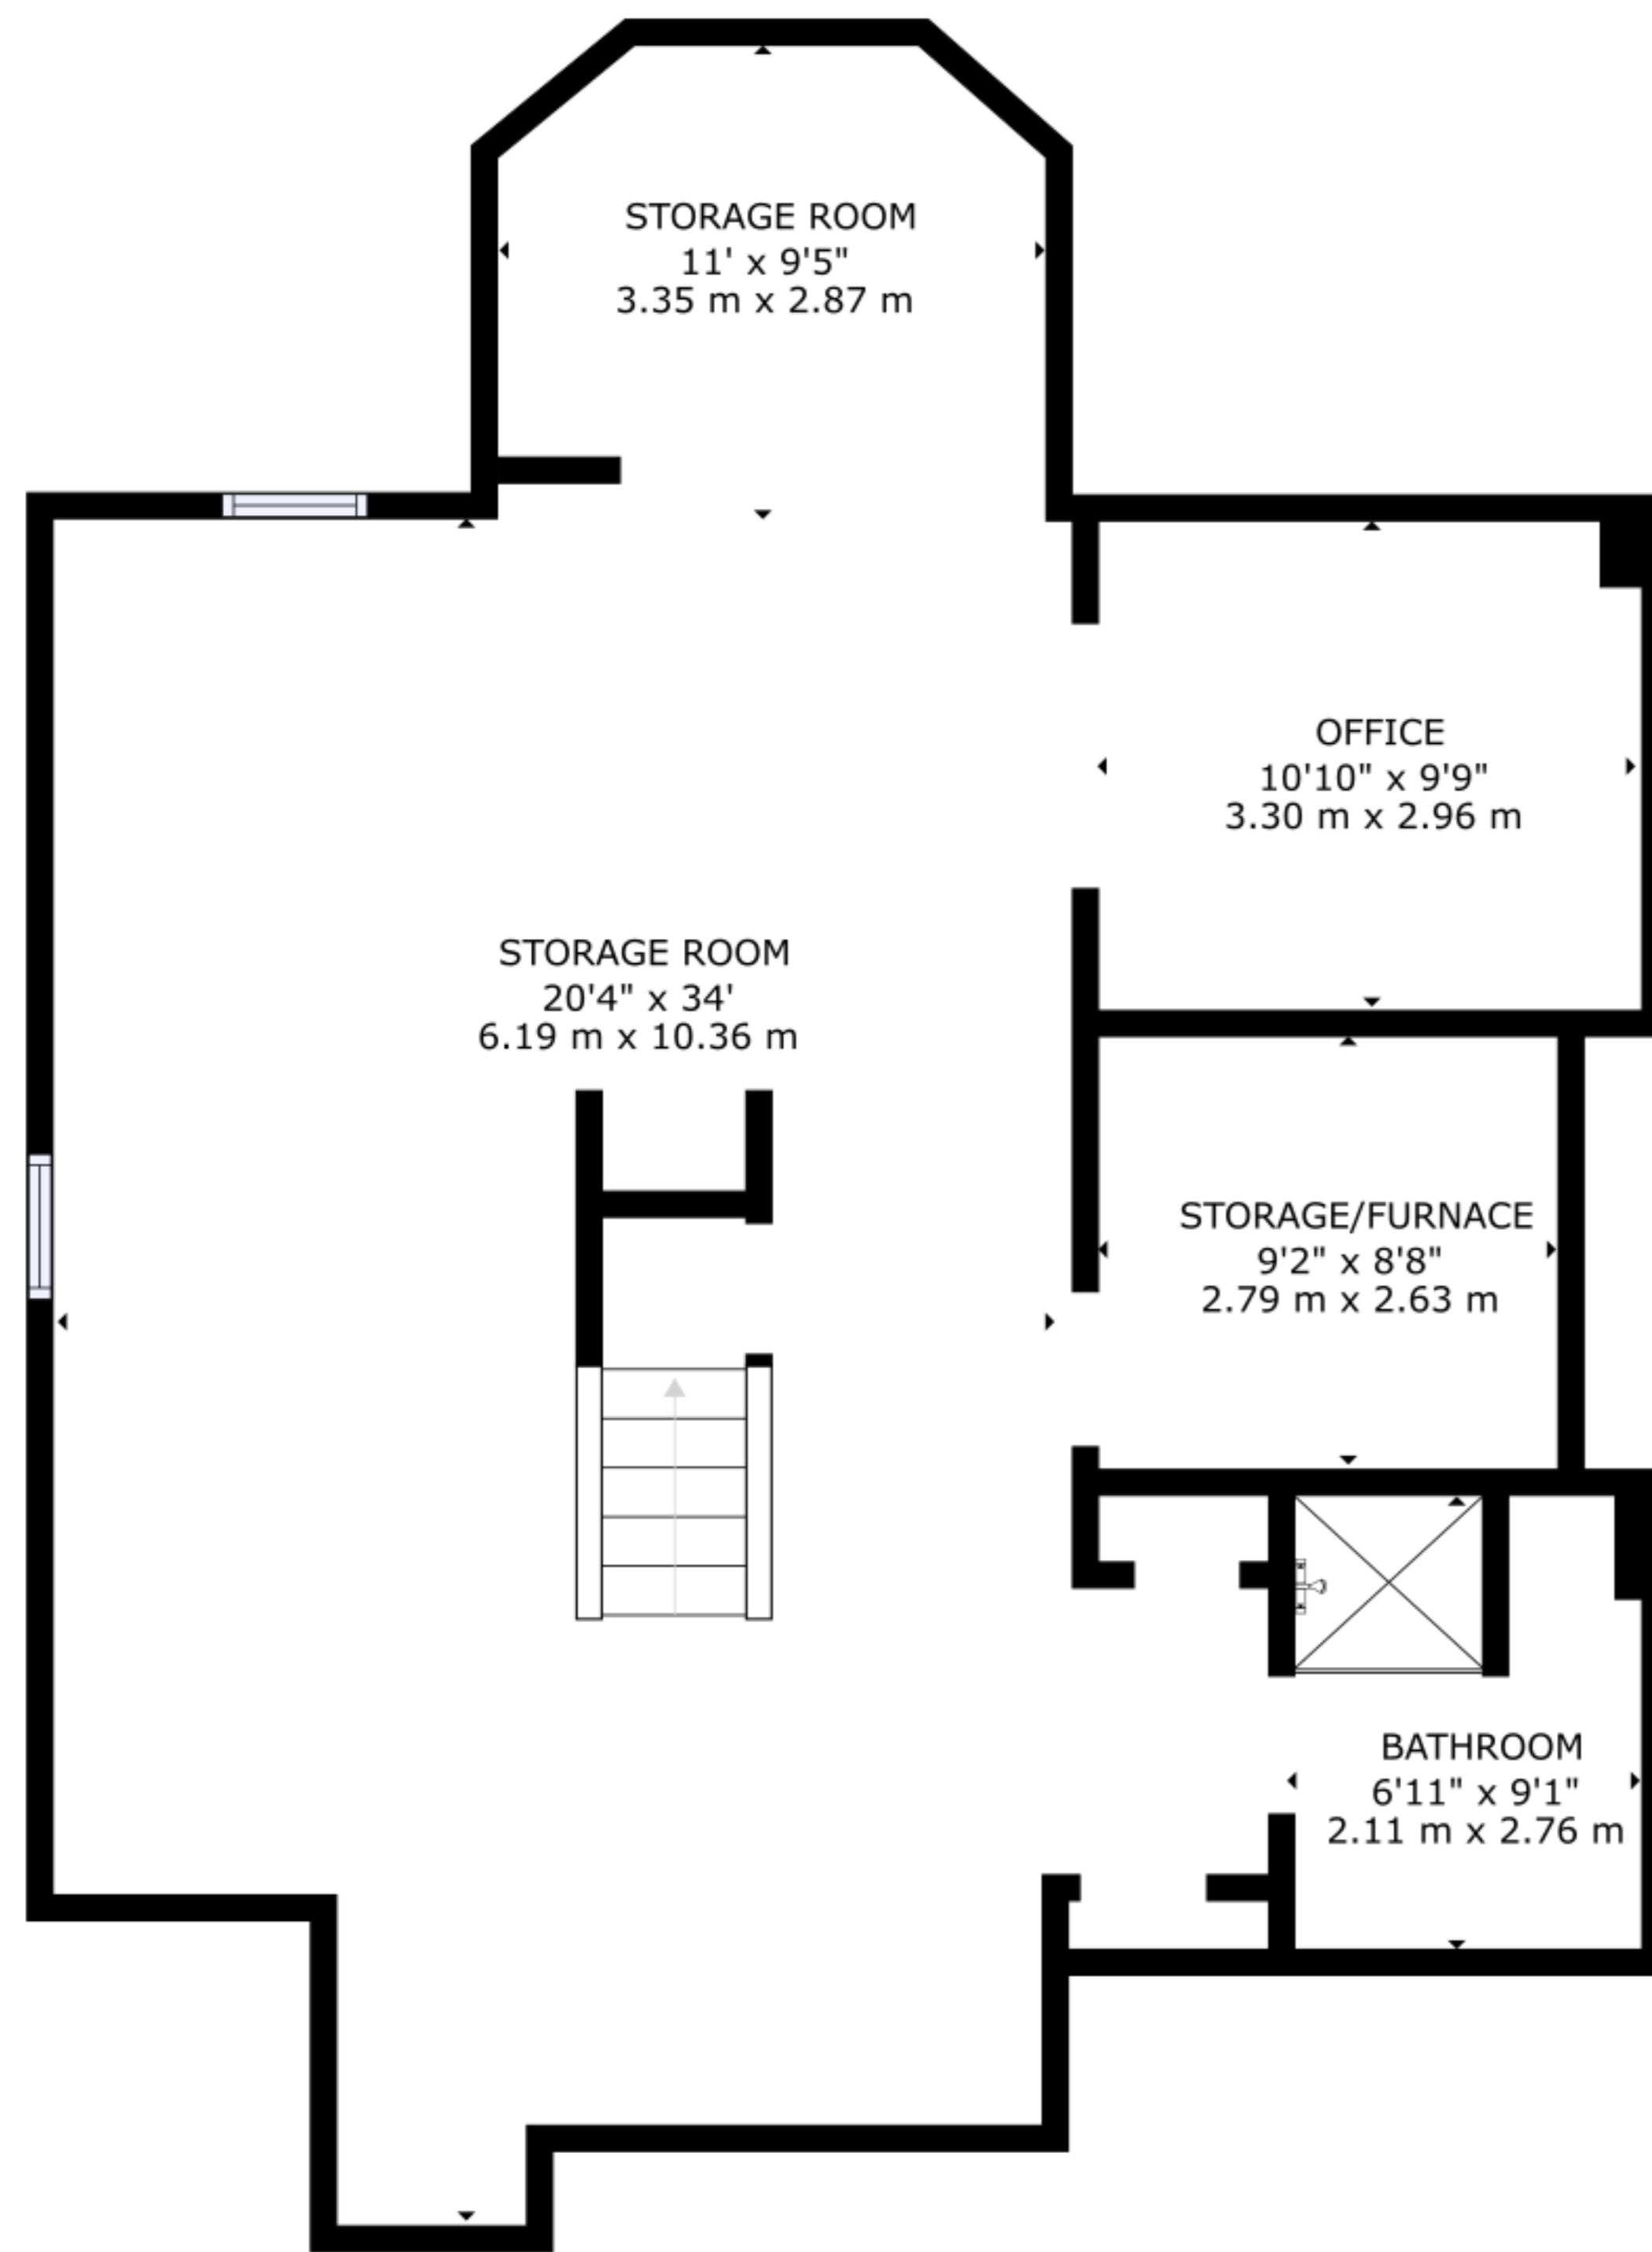 STORAGE ROOM
11' x 9'5"
3.35 m x 2.87 m
OFFICE
10'10" x 9'9"
3.30 m x 2.96 m
STORAGE ROOM
20'4" x 34'
6.19 m x 10.36 m
STORAGE/FURNACE
9'2" x 8'8"
2.79 m x 2.63 m
BATHROOM
6'11" x 9'1"
2.11 m x 2.76 m